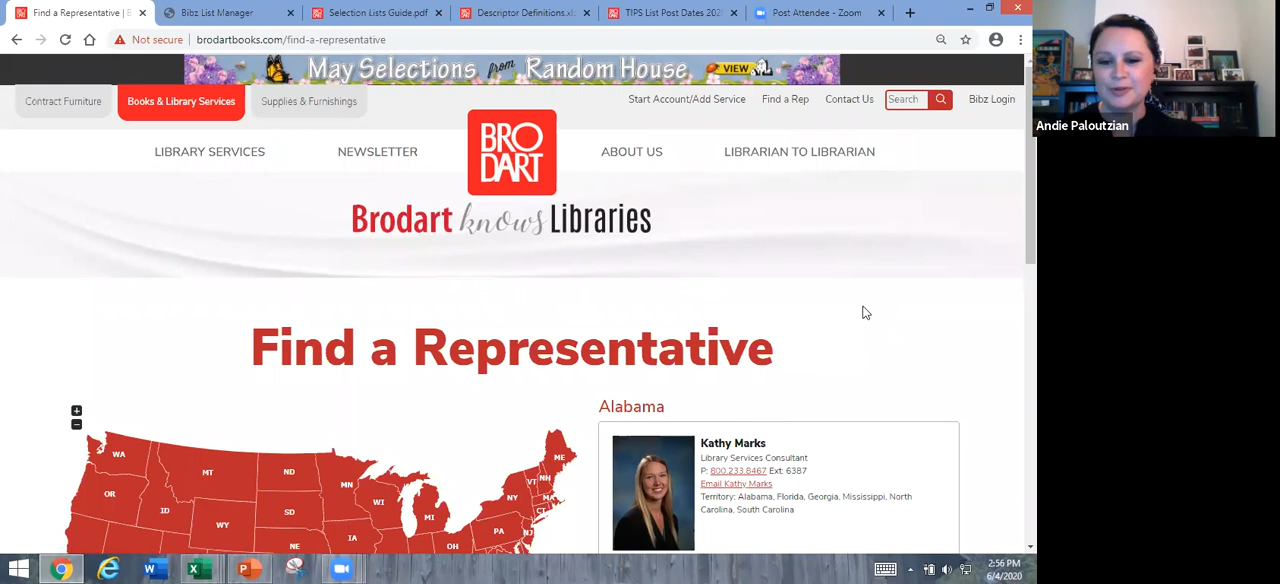 Find a Representative | B
Bibz List Manager
Selection Lists Guide.pdf
Descriptor Definitions.xls
TIPS List Post Dates 202
Post Attendee - Zoom
Not secure | brodartbooks.com/find-a-representative
May Selections from Random House VIEW
Contract Furniture
Books & Library Services
Supplies & Furnishings
Start Account/Add Service
Find a Rep
Contact Us
Search
Bibz Login
LIBRARY SERVICES
NEWSLETTER
BRO
DART
ABOUT US
LIBRARIAN TO LIBRARIAN
Brodart knows Libraries
Find a Representative
Alabama
Kathy Marks
Library Services Consultant
P: 800.233.8467 Ext: 6387
Email Kathy Marks
Territory: Alabama, Florida, Georgia, Mississippi, North
Carolina, South Carolina
WA
MT
ND
MN
ME
VT
NH
OR
ID
SD
WI
MI
NY
MA
CT
WY
NE
IA
OH
PA
NJ
Andie Paloutzian
2:56 PM
6/4/2020